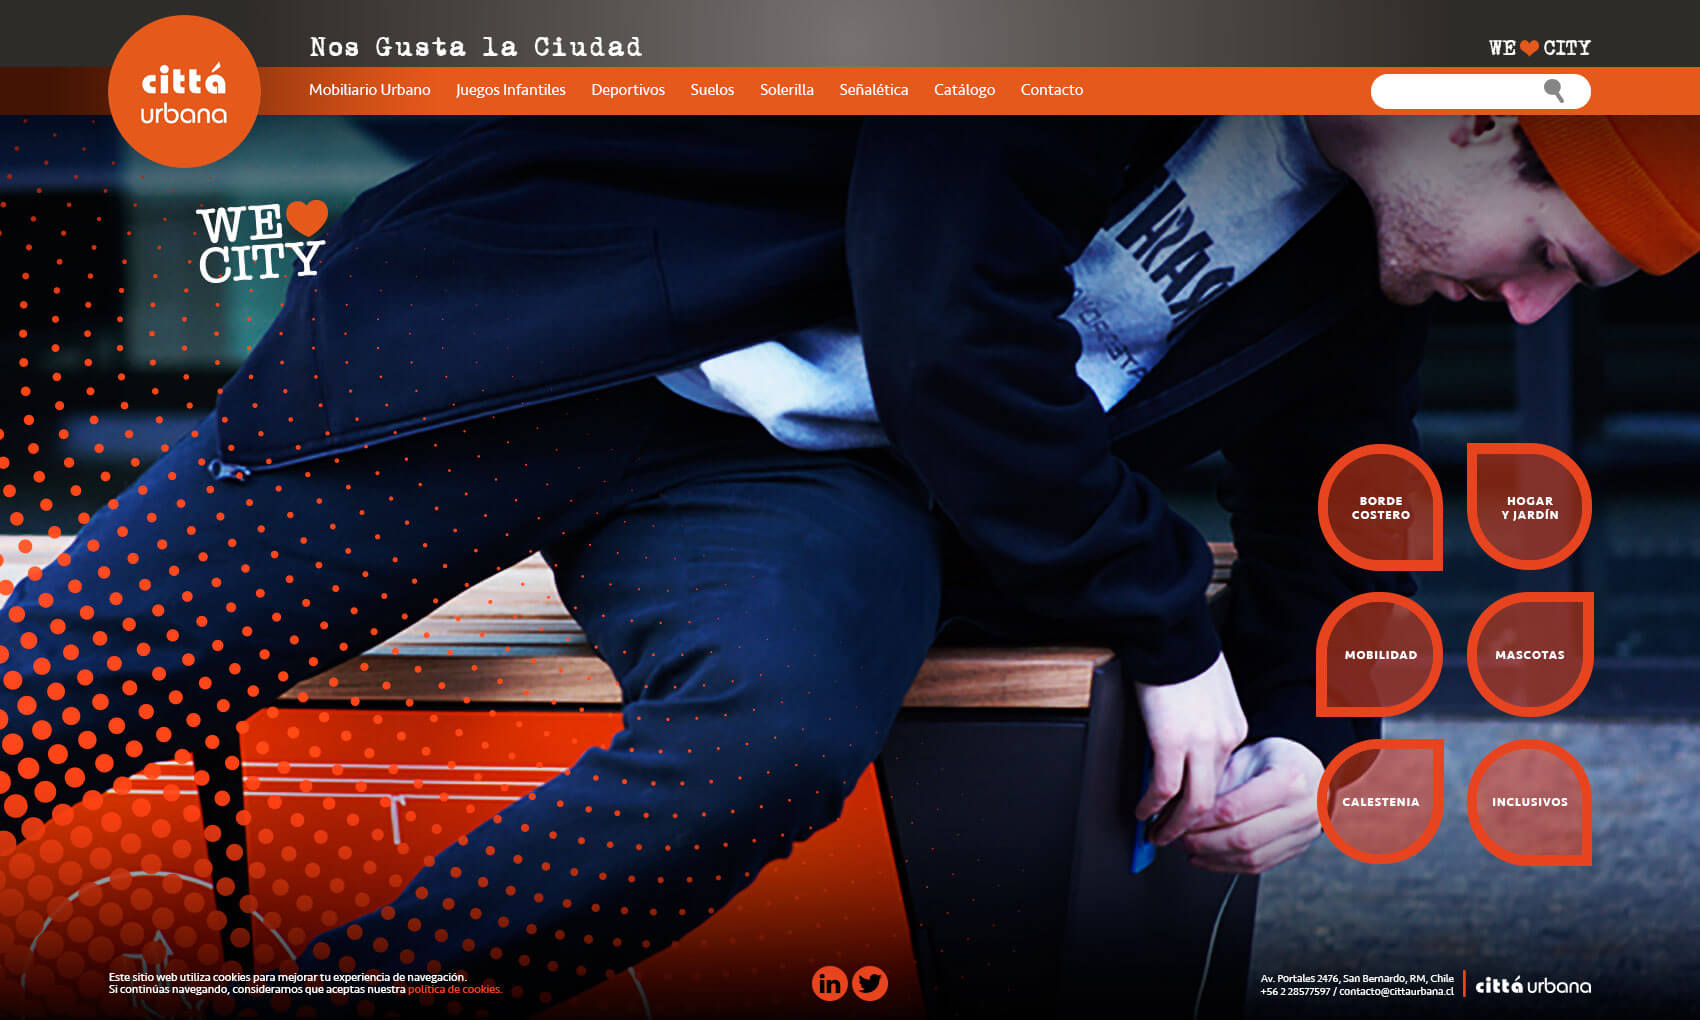 cittá
urbana
Nos Gusta la Ciudad
WE CITY
Mobiliario Urbano Juegos Infantiles Deportivos Suelos Solerilla Señalética Catálogo Contacto
WE
CITY
THRASH
BORDE
COSTERO
HOGAR
Y JARDÍN
MOBILIDAD
MASCOTAS
CALESTENIA
INCLUSIVOS
Este sitio web utiliza cookies para mejorar tu experiencia de navegación.
Si continúas navegando, consideramos que aceptas nuestra política de cookies.
in
Av. Portales 2476, San Bernardo, RM, Chile
+56 2 28577597 / contacto@cittaurbana.cl
cittá urbana